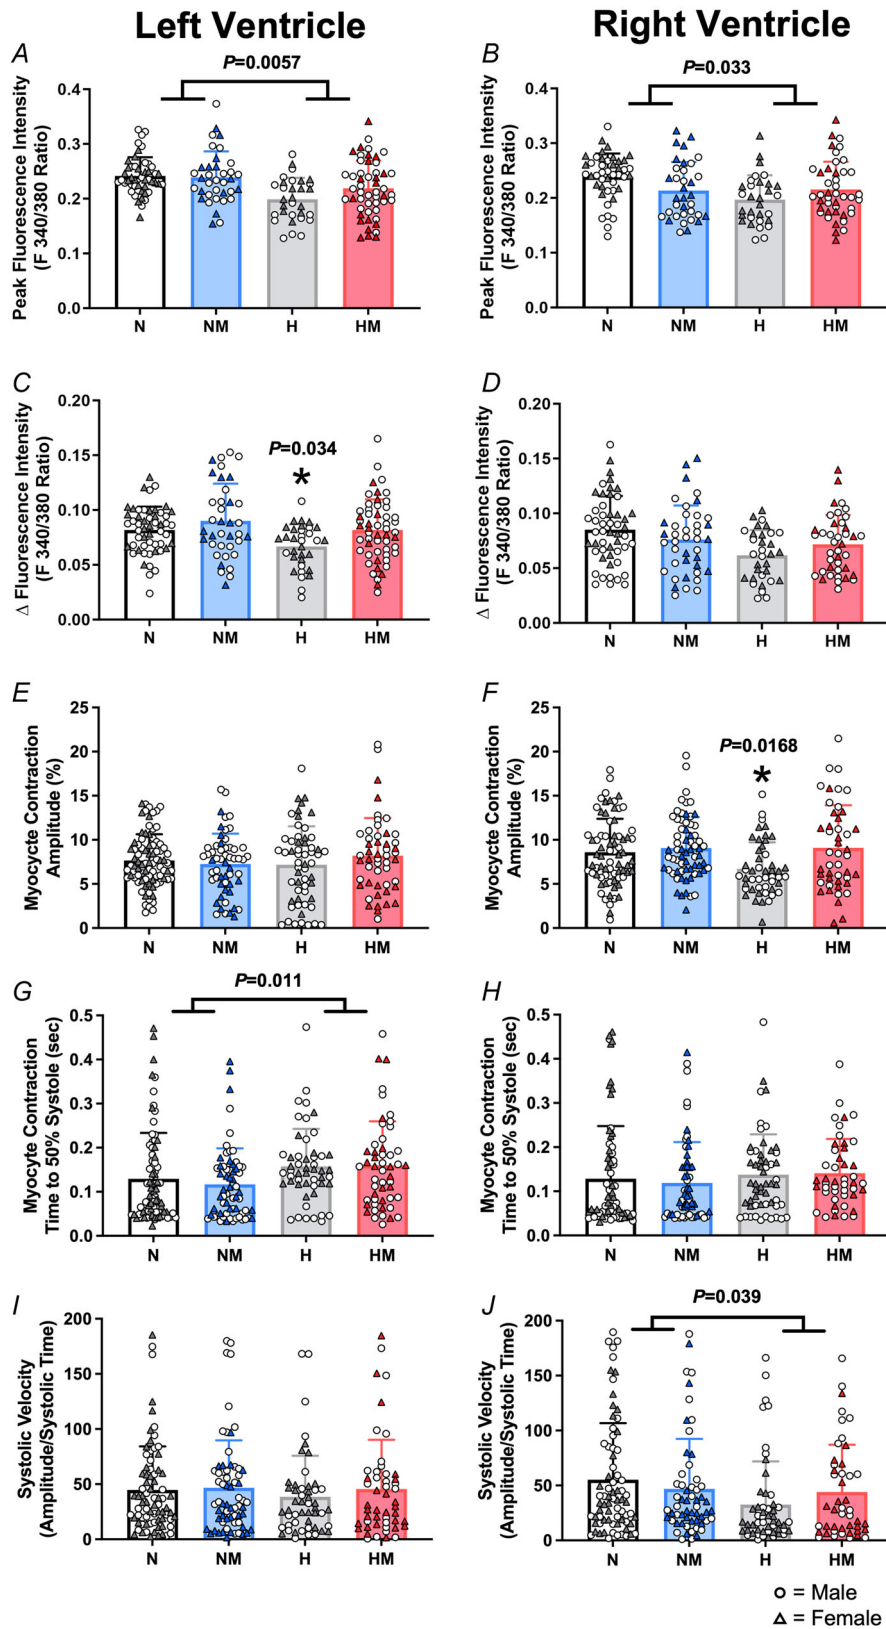 Left Ventricle
Right Ventricle
A
P=0.0057
Peak Fluorescence Intensity
(F 340/380 Ratio)
0.4
0.3
0.2
0.1
0.0
N NM H HM
B
P=0.033
Peak Fluorescence Intensity
(F 340/380 Ratio)
0.4
0.3
0.2
0.1
0.0
N NM H HM
C
P=0.034
*
Δ Fluorescence Intensity
(F 340/380 Ratio)
0.20
0.15
0.10
0.05
0.00
N NM H HM
D
Δ Fluorescence Intensity
(F 340/380 Ratio)
0.20
0.15
0.10
0.05
0.00
N NM H HM
E
Myocycte Contraction
Amplitude (%)
25
20
15
10
5
0
N NM H HM
F
P=0.0168
*
Myocyte Contraction
Amplitude (%)
25
20
15
10
5
0
N NM H HM
G
P=0.011
Myocyte Contraction
Time to 50% Systole (sec)
0.5
0.4
0.3
0.2
0.1
0.0
N NM H HM
H
Myocyte Contraction
Time to 50% Systole (sec)
0.5
0.4
0.3
0.2
0.1
0.0
N NM H HM
I
Systolic Velocity
(Amplitude/Systolic Time)
200
150
100
50
0
N NM H HM
J
P=0.039
Systolic Velocity
(Amplitude/Systolic Time)
200
150
100
50
0
N NM H HM
= Male
= Female